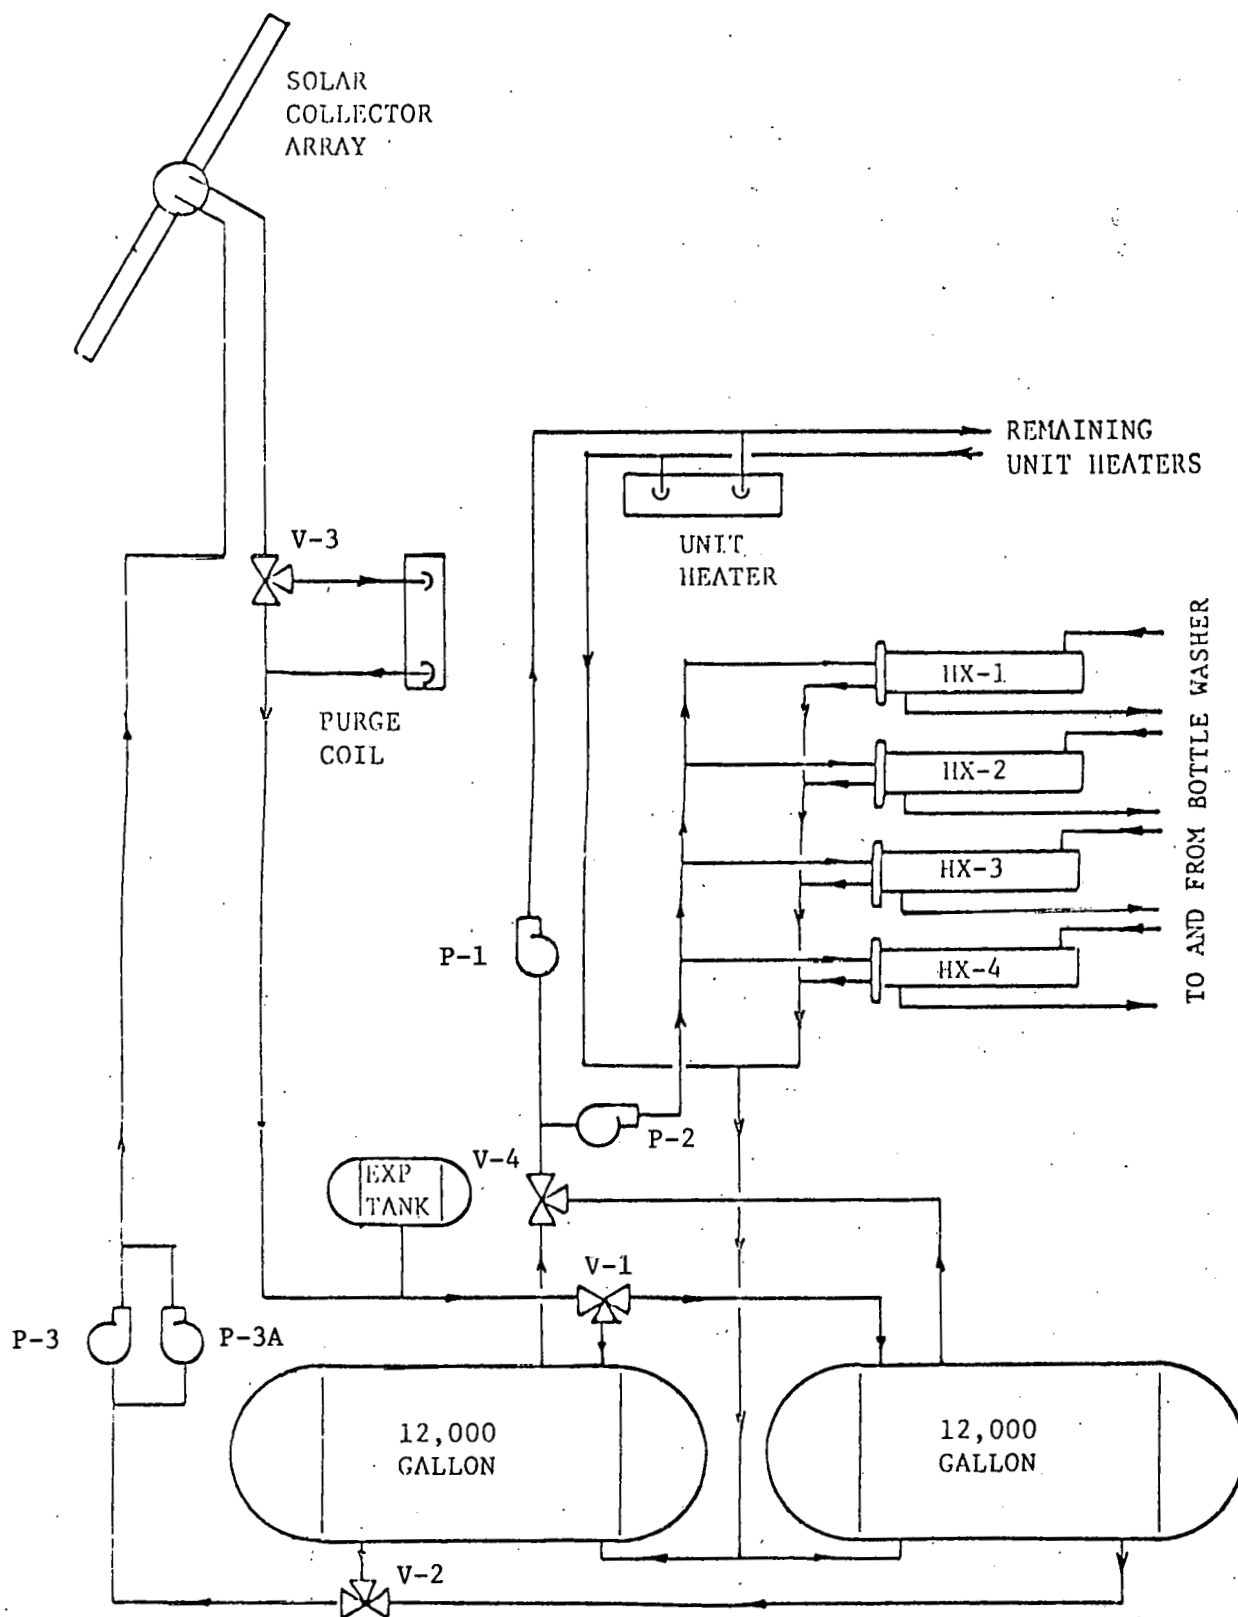 SOLAR
COLLECTOR
ARRAY
REMAINING
UNIT HEATERS
V-3
UNIT
HEATER
PURGE
COIL
HX-1
HX-2
HX-3
HX-4
TO AND FROM BOTTLE WASHER
P-1
P-2
V-4
EXP
TANK
V-1
P-3
P-3A
12,000
GALLON
12,000
GALLON
V-2